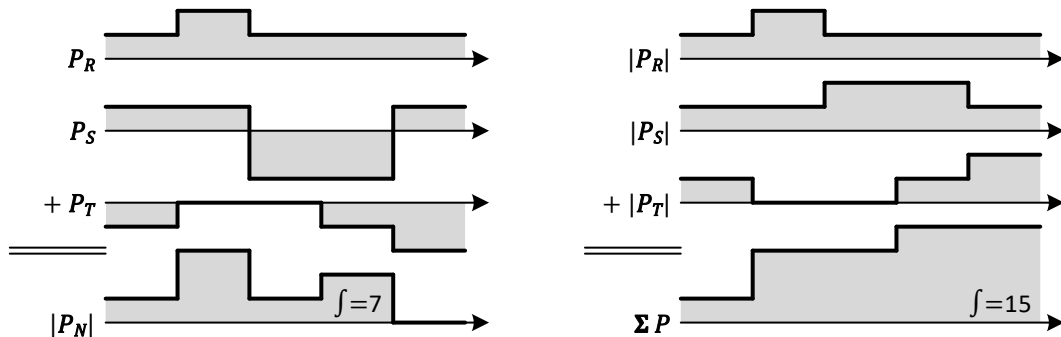 P_R
P_S
+ P_T
|P_N|
∫=7
|P_R|
|P_S|
+ |P_T|
Σ P
∫=15